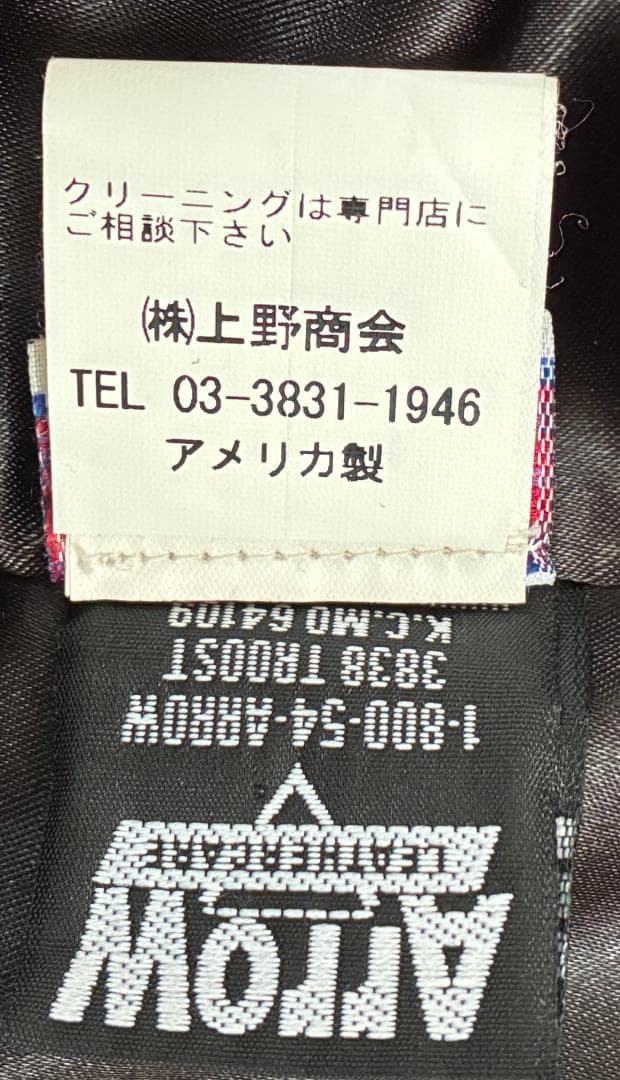 クリーニングは専門店に
ご相談下さい
㈱上野商会
TEL 03-3831-1946
アメリカ製
Arrow
LEATHERCARE
1-800-54-ARROW
3838 TROOST
K.C.MO 64109